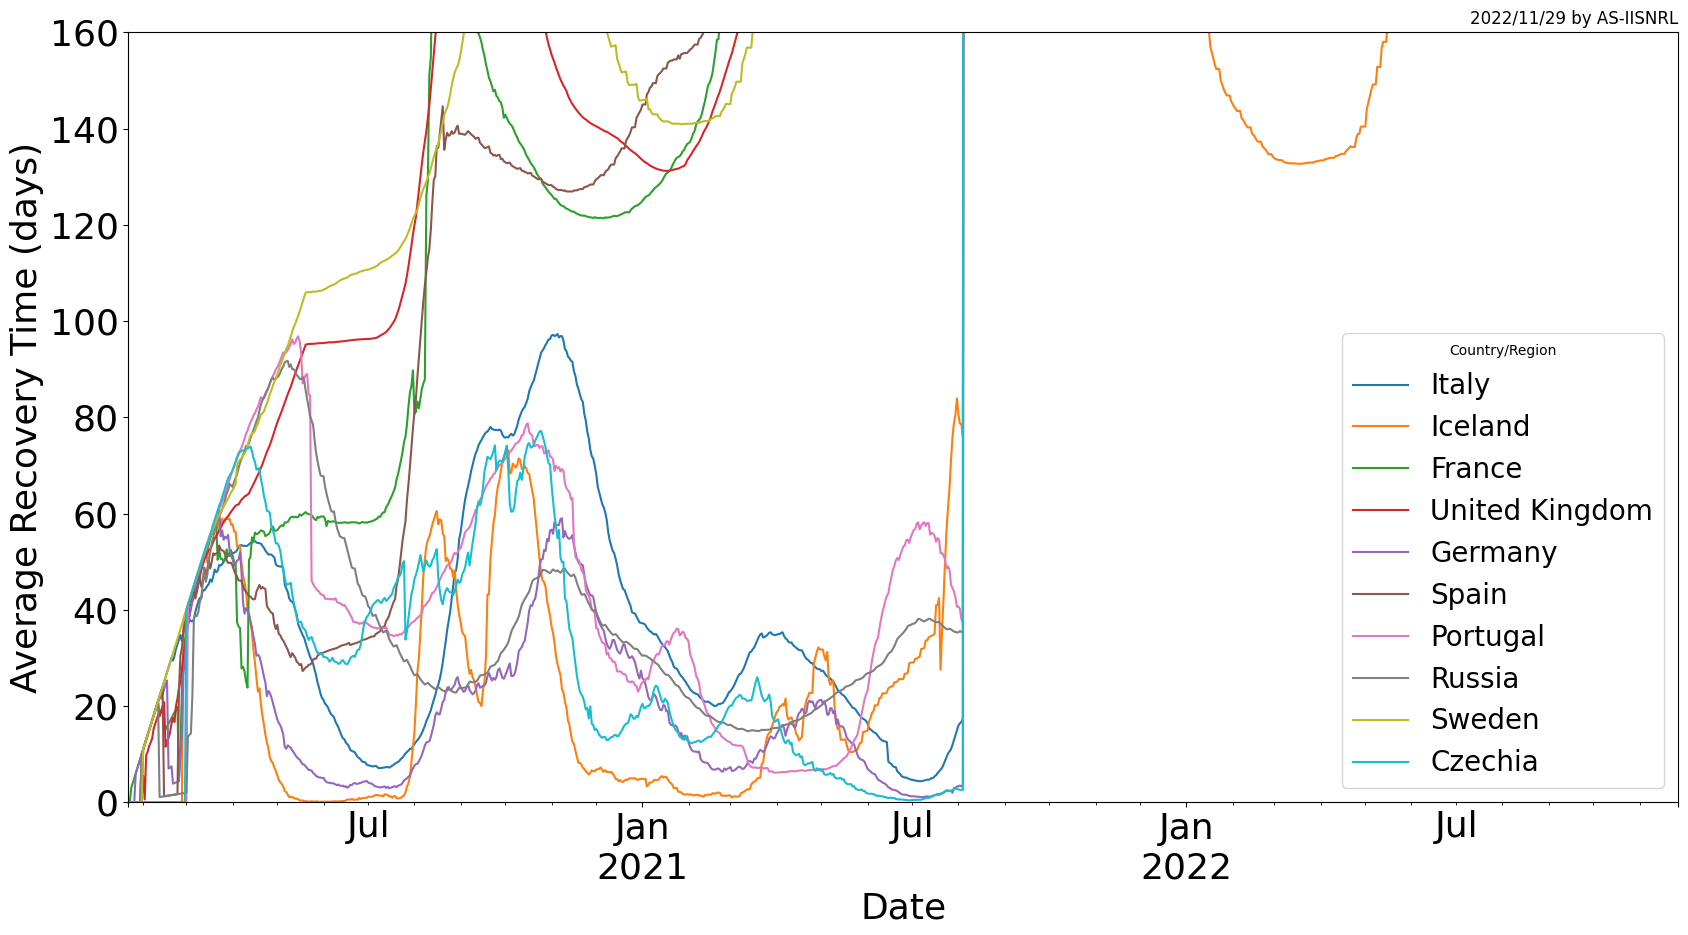 2022/11/29 by AS-IISNRL
160
140
120
100
80
60
40
20
0
Average Recovery Time (days)
Country/Region
Italy
Iceland
France
United Kingdom
Germany
Spain
Portugal
Russia
Sweden
Czechia
Jul
Jan
2021
Jul
Jan
2022
Jul
Date